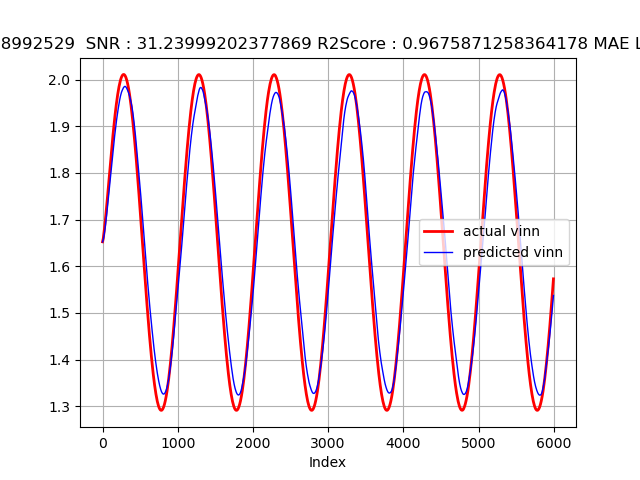 8992529 SNR : 31.23999202377869 R2Score : 0.9675871258364178 MAE L
2.0
1.9
1.8
1.7
1.6
1.5
1.4
1.3
actual vinn
predicted vinn
0 1000 2000 3000 4000 5000 6000
Index